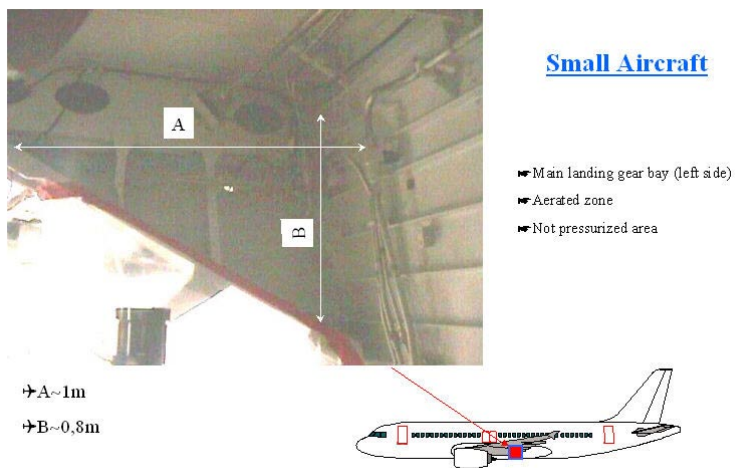 Small Aircraft
A
B
☛Main landing gear bay (left side)
☛Aerated zone
☛Not pressurized area
✈A~1m
✈B~0,8m